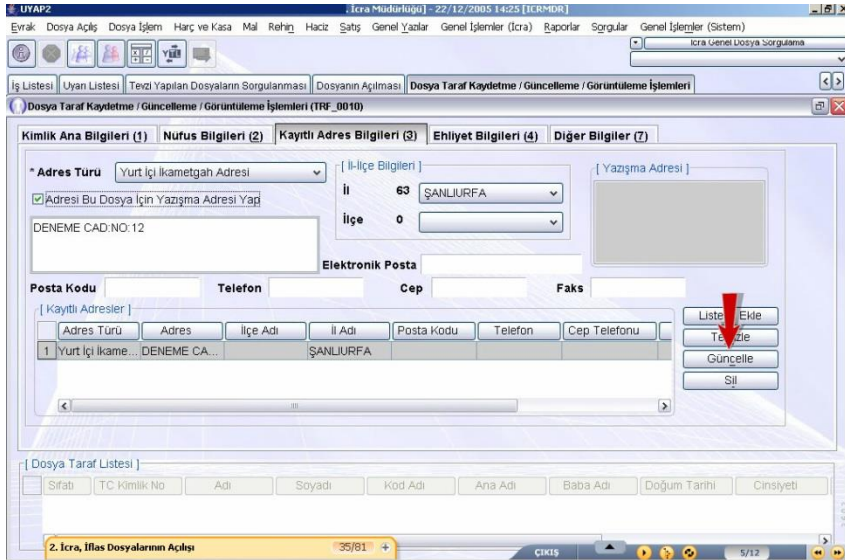 UYAP2 . İcra Müdürlüğü] - 22/12/2005 14:25 [ICRMDR]
Evrak Dosya Açılış Dosya İşlem Harç ve Kasa Mal Rehin Haciz Satış Genel Yazılar Genel İşlemler (İcra) Raporlar Sorgular Genel İşlemler (Sistem)
İcra Genel Dosya Sorgulama
İş Listesi Uyarı Listesi Tevzi Yapılan Dosyaların Sorgulanması Dosyanın Açılması Dosya Taraf Kaydetme / Güncelleme / Görüntüleme İşlemleri
Dosya Taraf Kaydetme / Güncelleme / Görüntüleme İşlemleri (TRF_0010)
Kimlik Ana Bilgileri (1) Nüfus Bilgileri (2) Kayıtlı Adres Bilgileri (3) Ehliyet Bilgileri (4) Diğer Bilgiler (7)
* Adres Türü Yurt İçi İkametgah Adresi
[ İl-İlçe Bilgileri ]
[ Yazışma Adresi ]
İl 63 ŞANLIURFA
Adresi Bu Dosya İçin Yazışma Adresi Yap
İlçe 0
DENEME CAD:NO:12
Elektronik Posta
Posta Kodu Telefon Cep Faks
[ Kayıtlı Adresler ]
Adres Türü Adres İlçe Adı İl Adı Posta Kodu Telefon Cep Telefonu
1 Yurt İçi İkame... DENEME CA... ŞANLIURFA
Ekle
Güncelle
Sil
[ Dosya Taraf Listesi ]
Sıfatı TC Kimlik No Adı Soyadı Kod Adı Ana Adı Baba Adı Doğum Tarihi Cinsiyeti
2. İcra, İflas Dosyalarının Açılışı 35/81 + ÇIKIŞ 5/12